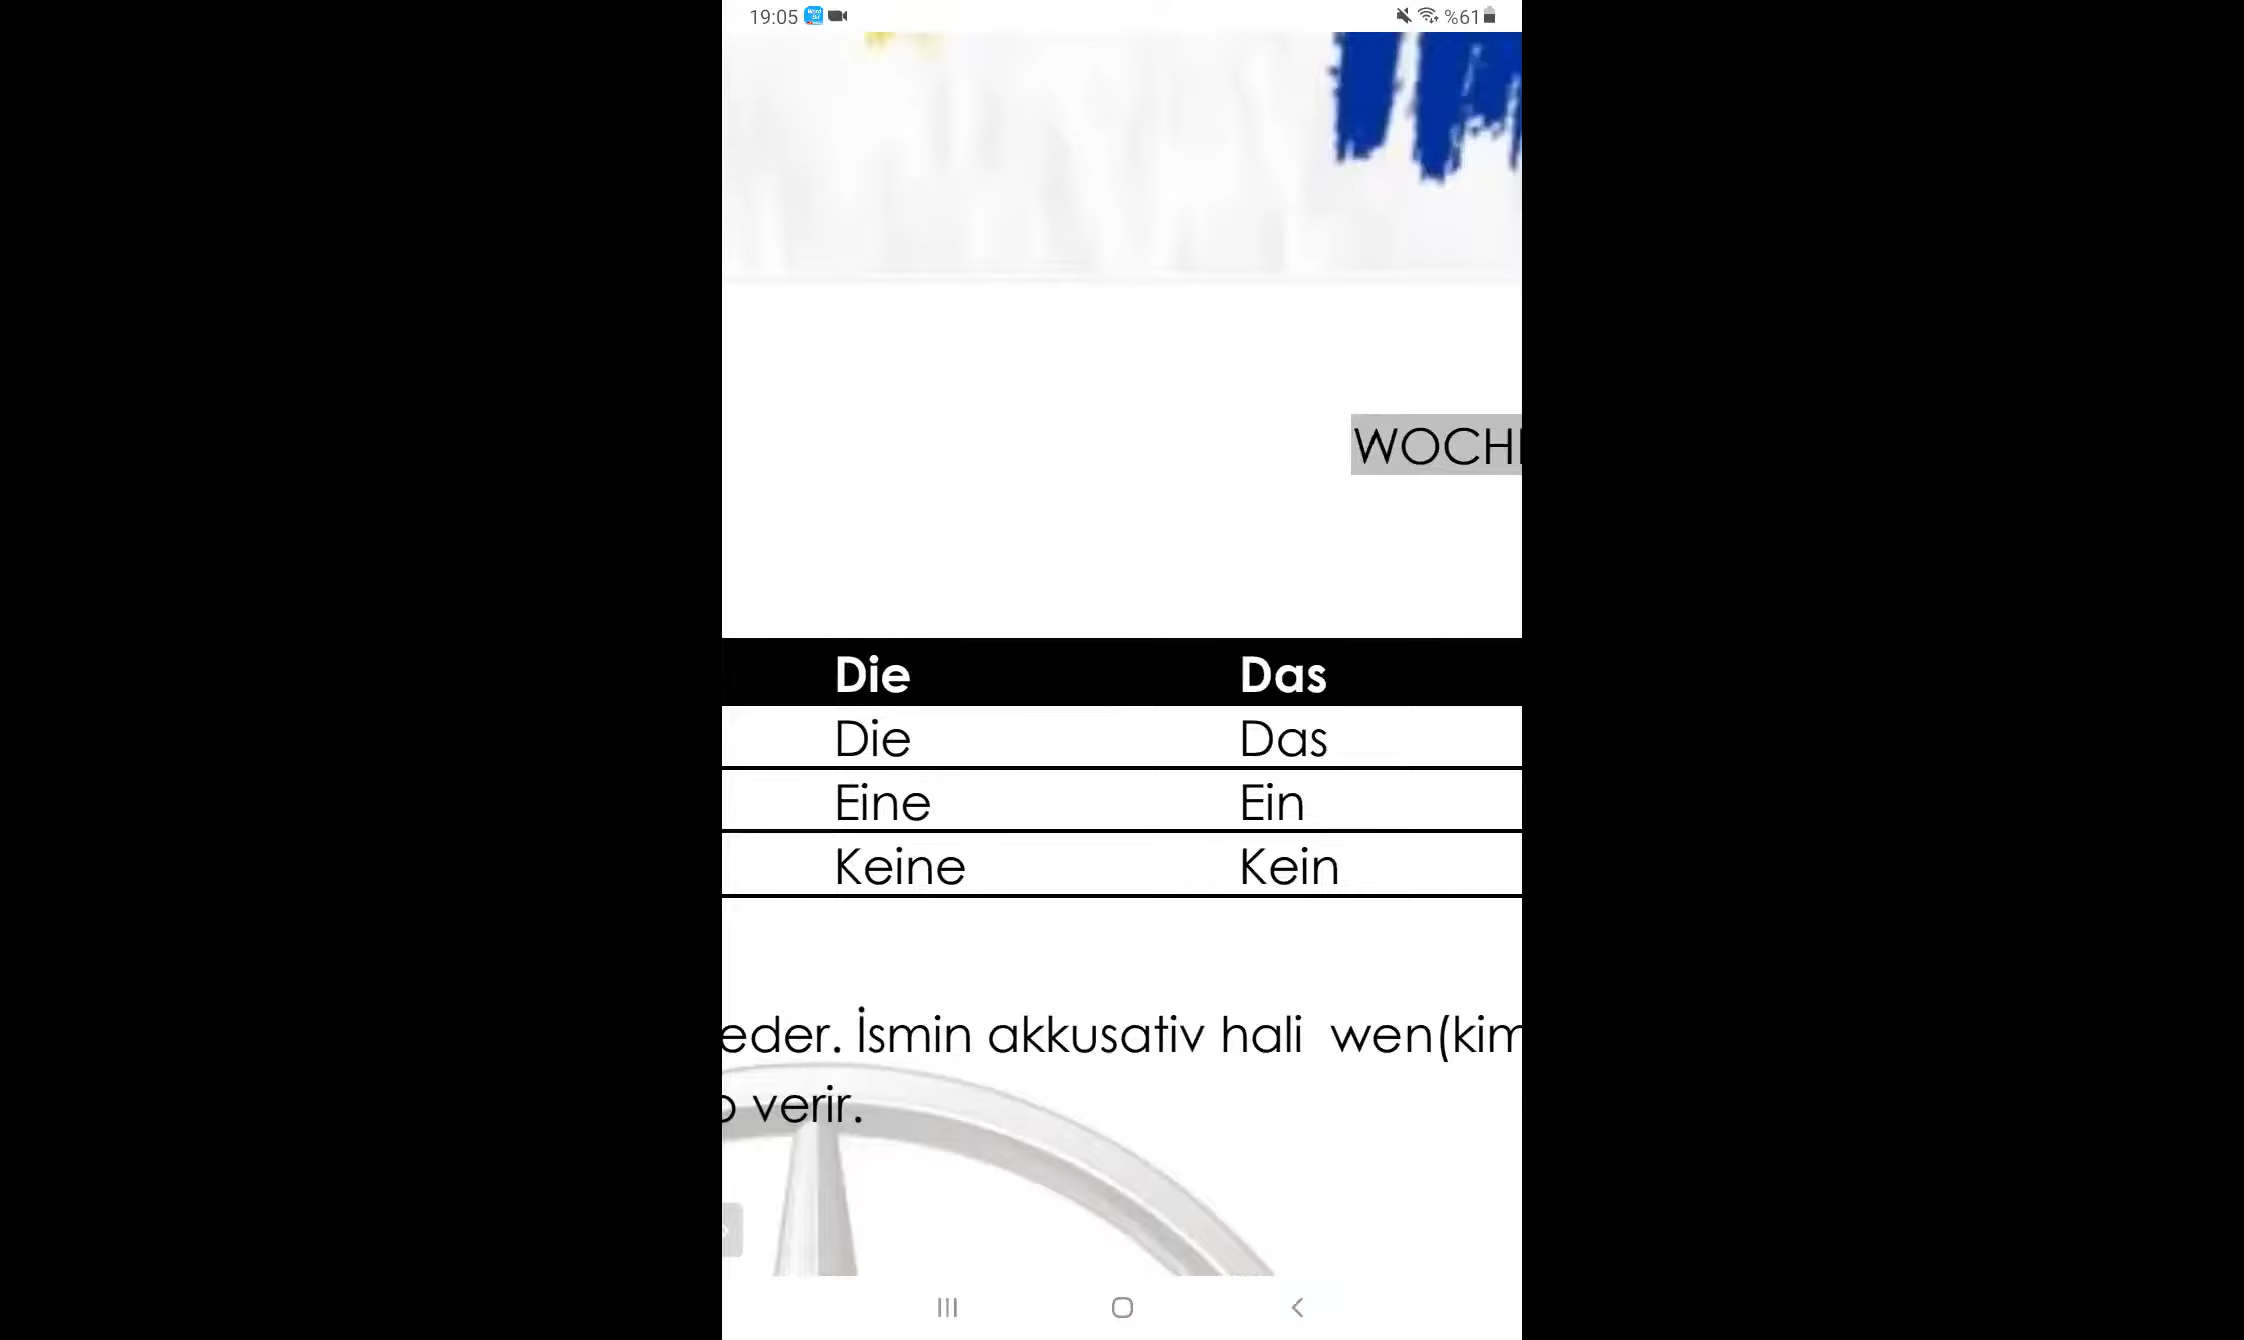 19:05 %61
WOCH
Die Das
Die Das
Eine Ein
Keine Kein
eder. İsmin akkusativ hali wen(kim
verir.